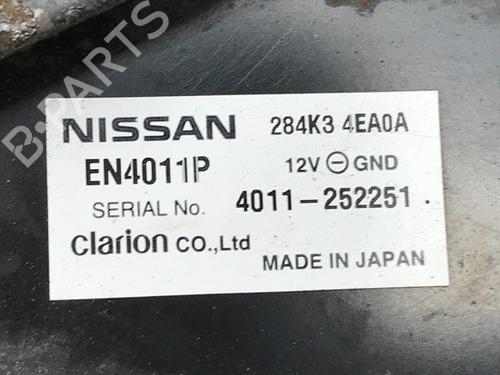 NISSAN 284K3 4EA0A
EN4011P 12V ⊖ GND
SERIAL No. 4011-252251
clarion co.,Ltd
MADE IN JAPAN
B-PARTS